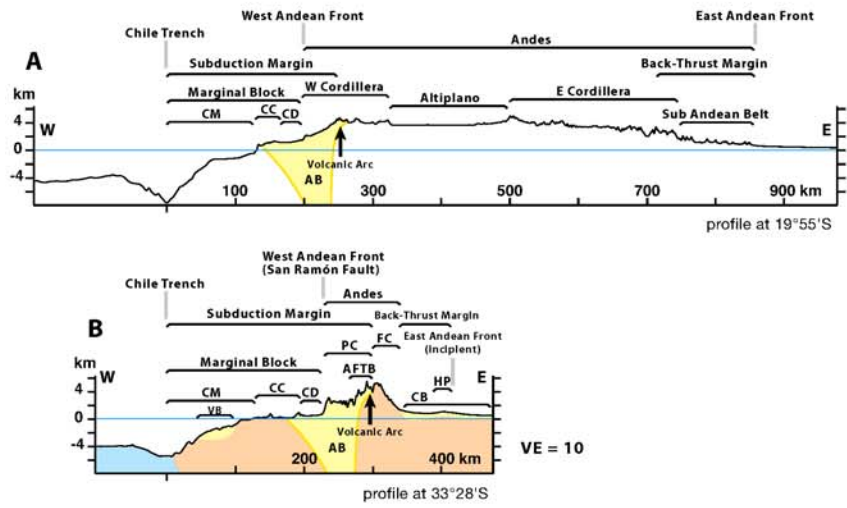 West Andean Front
East Andean Front
Chile Trench
Andes
A
Subduction Margin
Back-Thrust Margin
km
Marginal Block
W Cordillera
E Cordillera
CC
Altiplano
CM
CD
Sub Andean Belt
4
W
E
0
Volcanic Arc
-4
AB
100
300
500
700
900 km
profile at 19°55'S
West Andean Front
(San Ramón Fault)
Chile Trench
Andes
B
Subduction Margin
Back-Thrust Margin
FC
East Andean Front
(Incipient)
PC
km
Marginal Block
AFTB
W
E
CC
HP
4
CM
CD
CB
VB
0
Volcanic Arc
-4
AB
200
400 km
VE = 10
profile at 33°28'S